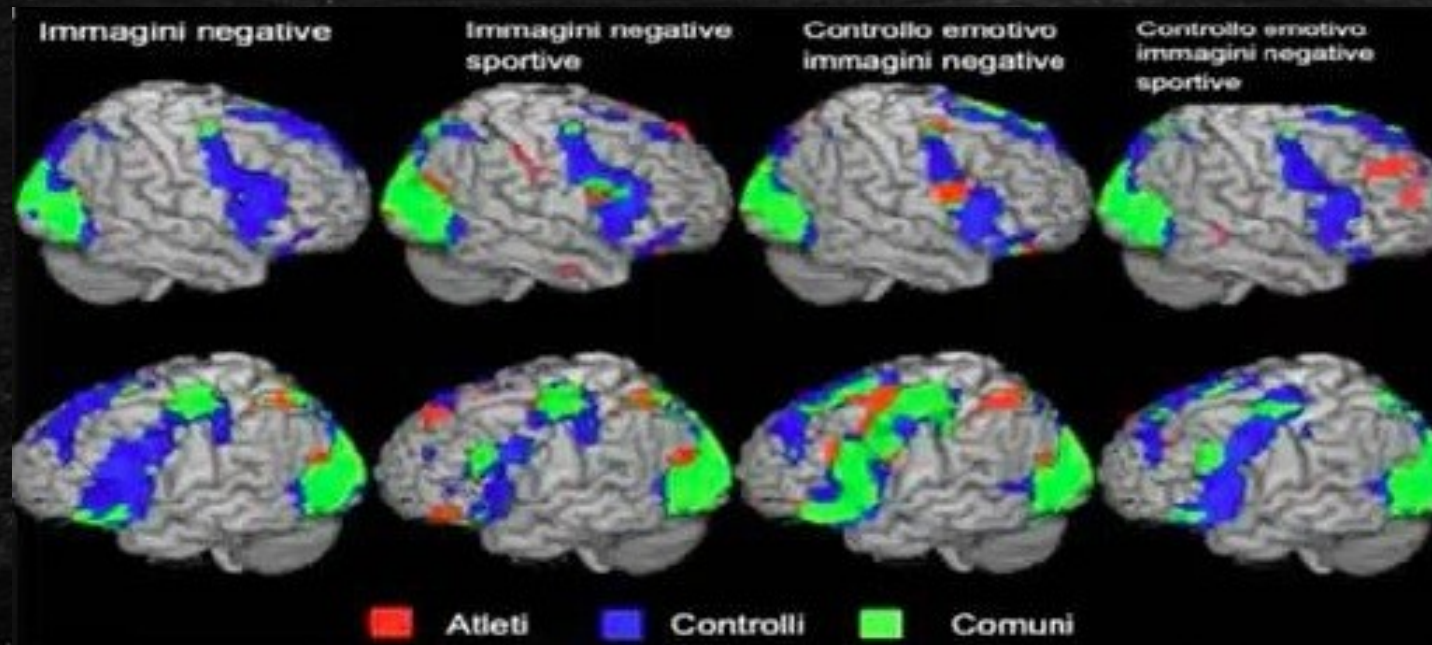 Immagini negative
Immagini negative
sportive
Controllo emotivo
immagini negative
Controllo emotivo
immagini negative
sportive
Atleti
Controlli
Comuni